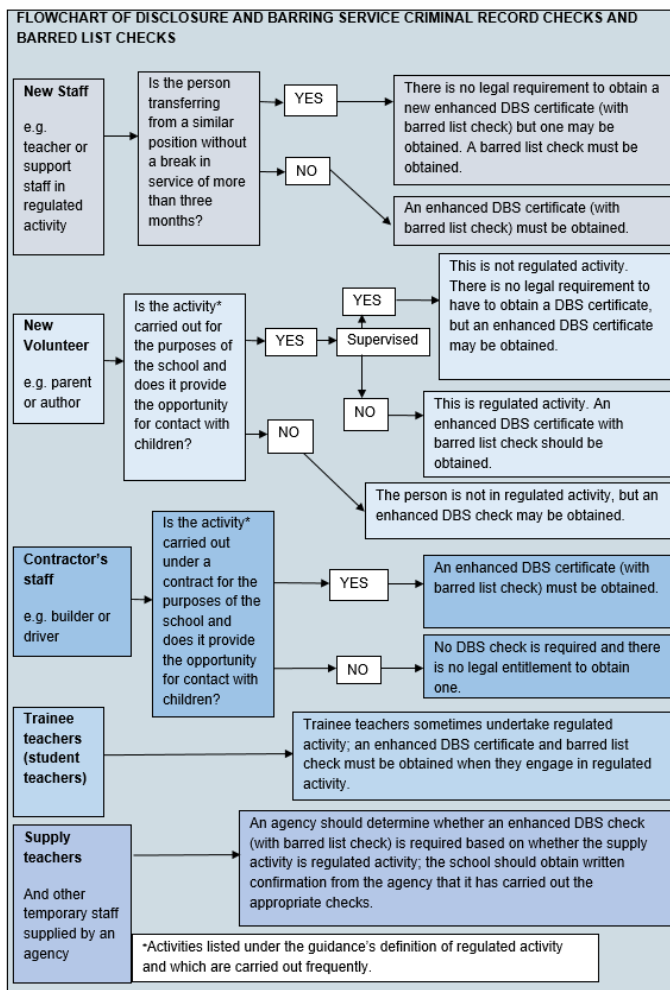 FLOWCHART OF DISCLOSURE AND BARRING SERVICE CRIMINAL RECORD CHECKS AND
BARRED LIST CHECKS
New Staff
e.g.
teacher or
support
staff in
regulated
activity
Is the person
transferring
from a similar
position without
a break in
service of more
than three
months?
YES
There is no legal requirement to obtain a
new enhanced DBS certificate (with
barred list check) but one may be
obtained. A barred list check must be
obtained.
NO
An enhanced DBS certificate (with
barred list check) must be obtained.
New
Volunteer
e.g. parent
or author
Is the activity*
carried out for
the purposes of
the school and
does it provide
the opportunity
for contact with
children?
YES
Supervised
YES
This is not regulated activity.
There is no legal requirement to
have to obtain a DBS certificate,
but an enhanced DBS certificate
may be obtained.
NO
This is regulated activity. An
enhanced DBS certificate with
barred list check should be
obtained.
NO
The person is not in regulated activity, but an
enhanced DBS check may be obtained.
Contractor's
staff
e.g. builder or
driver
Is the activity*
carried out
under a
contract for the
purposes of the
school and
does it provide
the opportunity
for contact with
children?
YES
An enhanced DBS certificate (with
barred list check) must be obtained.
NO
No DBS check is required and there
is no legal entitlement to obtain
one.
Trainee
teachers
(student
teachers)
Trainee teachers sometimes undertake regulated
activity; an enhanced DBS certificate and barred list
check must be obtained when they engage in regulated
activity.
Supply
teachers
And other
temporary staff
supplied by an
agency
An agency should determine whether an enhanced DBS check
(with barred list check) is required based on whether the supply
activity is regulated activity; the school should obtain written
confirmation from the agency that it has carried out the
appropriate checks.
*Activities listed under the guidance's definition of regulated activity
and which are carried out frequently.